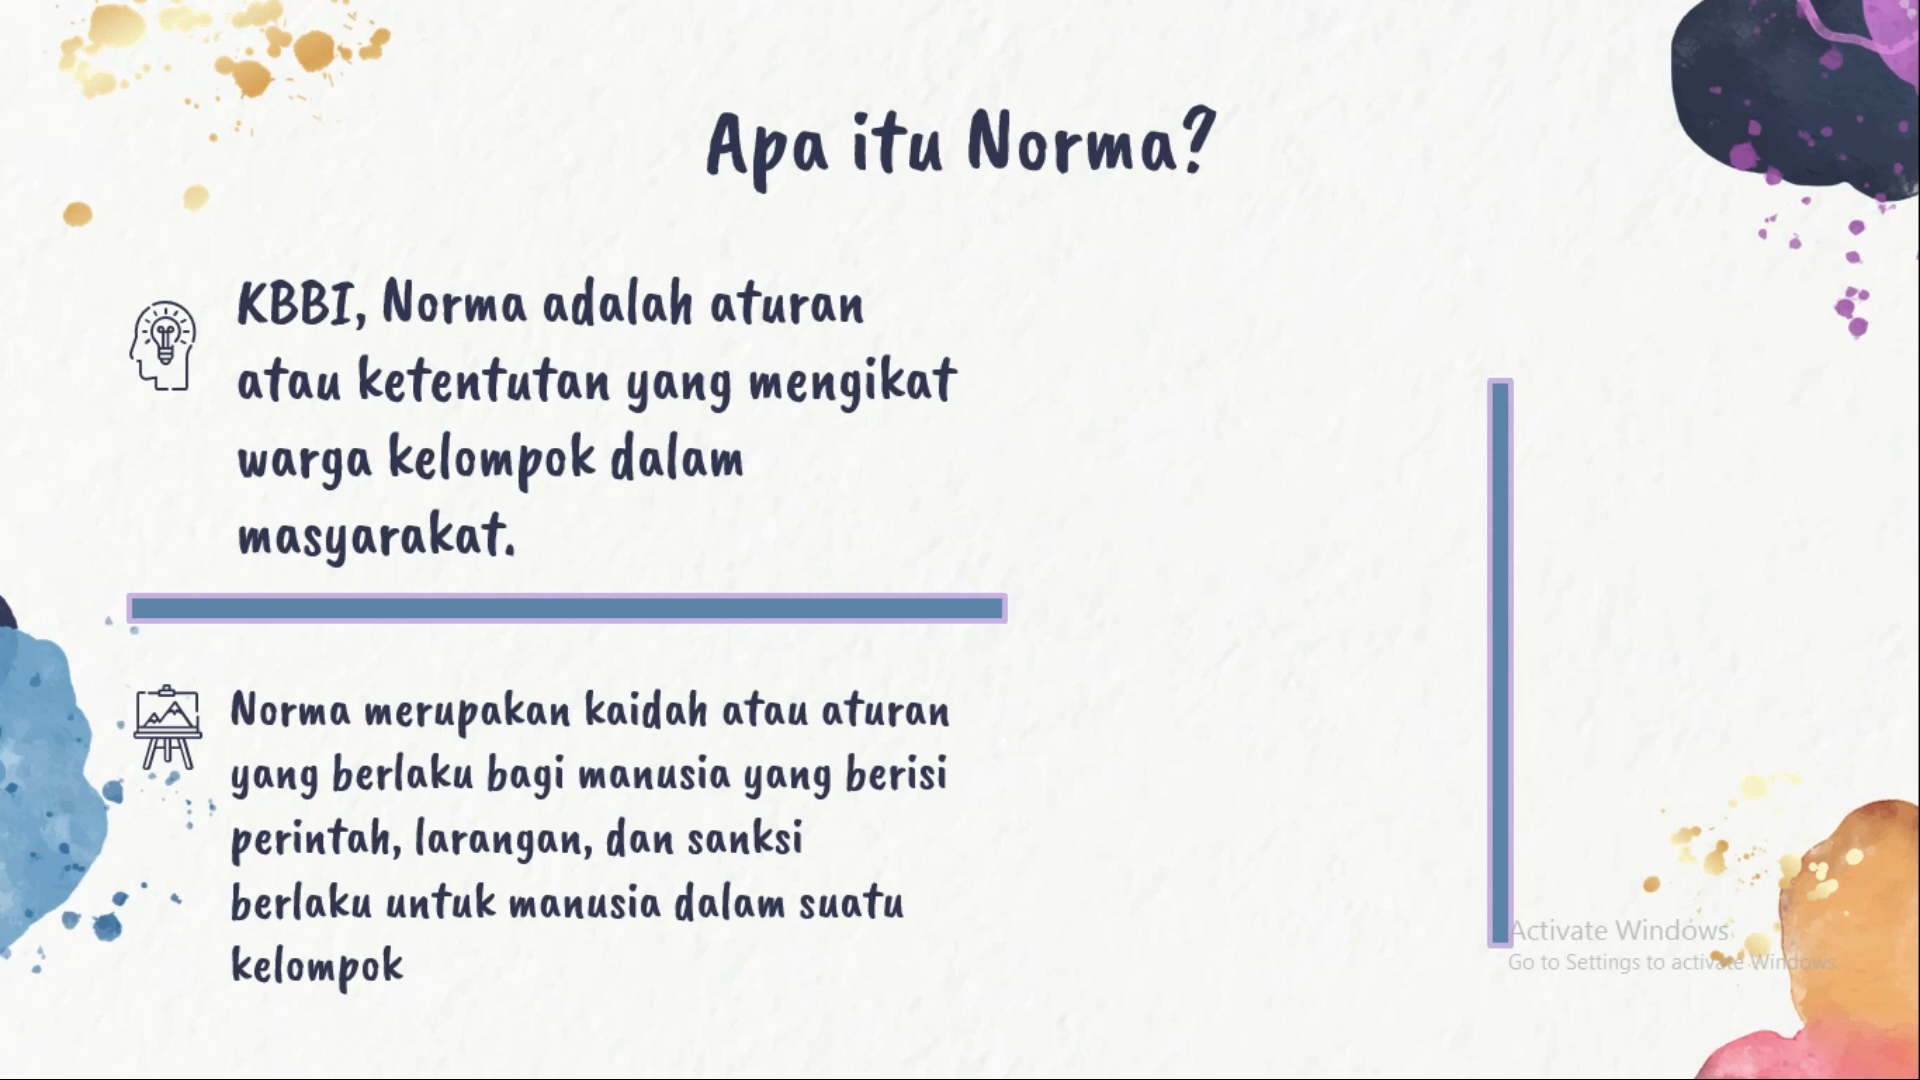 Apa itu Norma?
KBBI, Norma adalah aturan
atau ketentutan yang mengikat
warga kelompok dalam
masyarakat.
Norma merupakan kaidah atau aturan
yang berlaku bagi manusia yang berisi
perintah, larangan, dan sanksi
berlaku untuk manusia dalam suatu
kelompok
Activate Windows
Go to Settings to activate Windows.